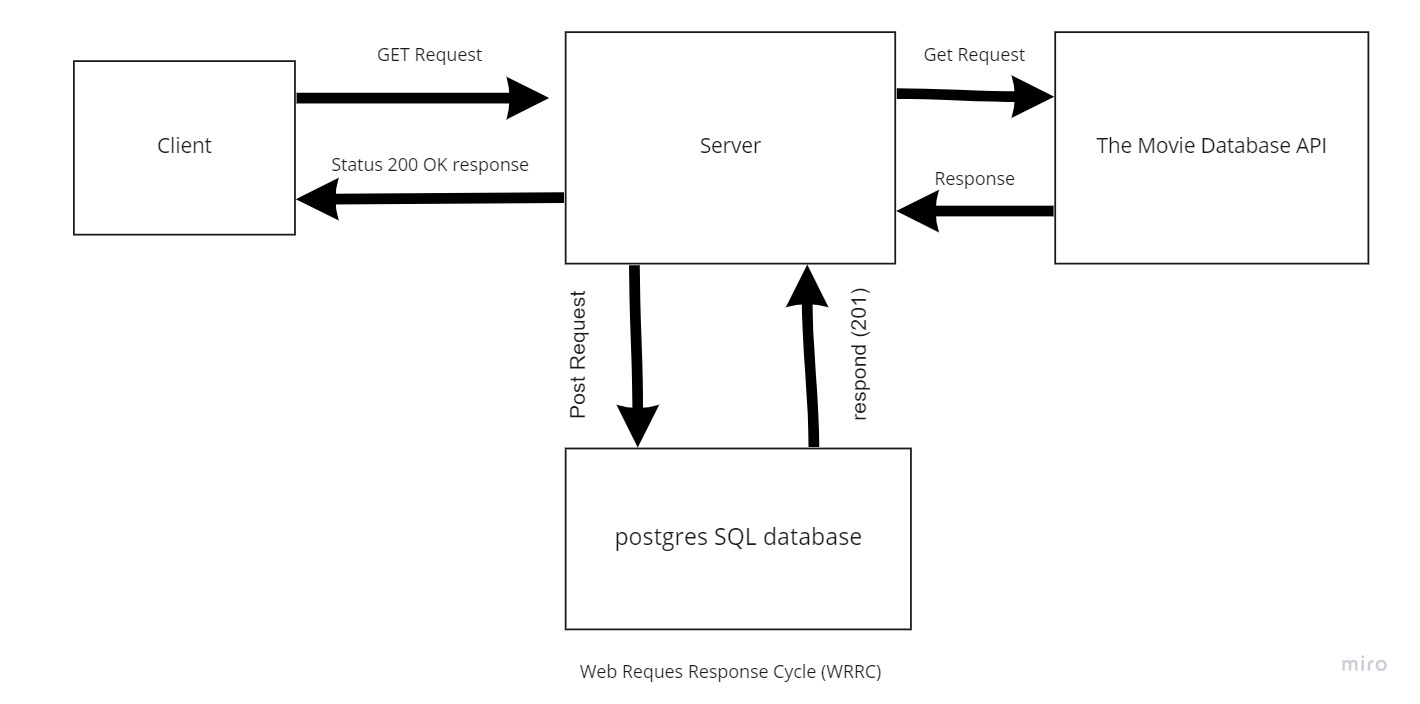 GET Request
Get Request
Client
Server
The Movie Database API
Status 200 OK response
Response
Post Request
respond (201)
postgres SQL database
Web Reques Response Cycle (WRRC)
miro